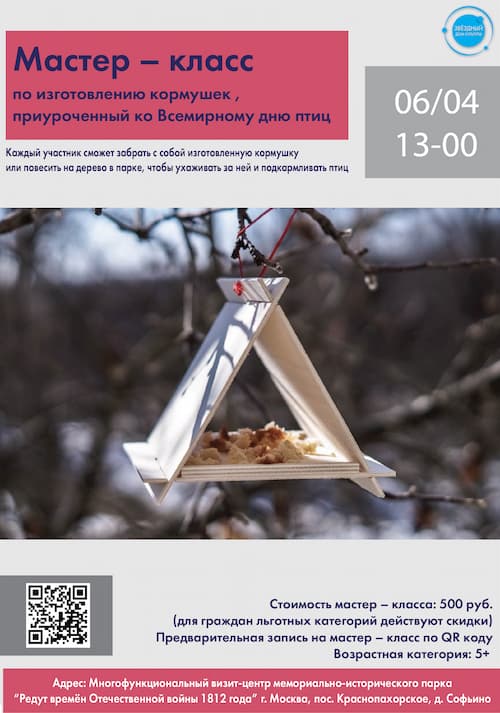 ЗВЁЗДНЫЙ
ДОМ КУЛЬТУРЫ
Мастер – класс
по изготовлению кормушек ,
приуроченный ко Всемирному дню птиц
06/04
13-00
Каждый участник сможет забрать с собой изготовленную кормушку
или повесить на дерево в парке, чтобы ухаживать за ней и подкармливать птиц
Стоимость мастер – класса: 500 руб.
(для граждан льготных категорий действуют скидки)
Предварительная запись на мастер – класс по QR коду
Возрастная категория: 5+
Адрес: Многофункциональный визит-центр мемориально-исторического парка
“Редут времён Отечественной войны 1812 года” г. Москва, пос. Краснопахорское, д. Софьино